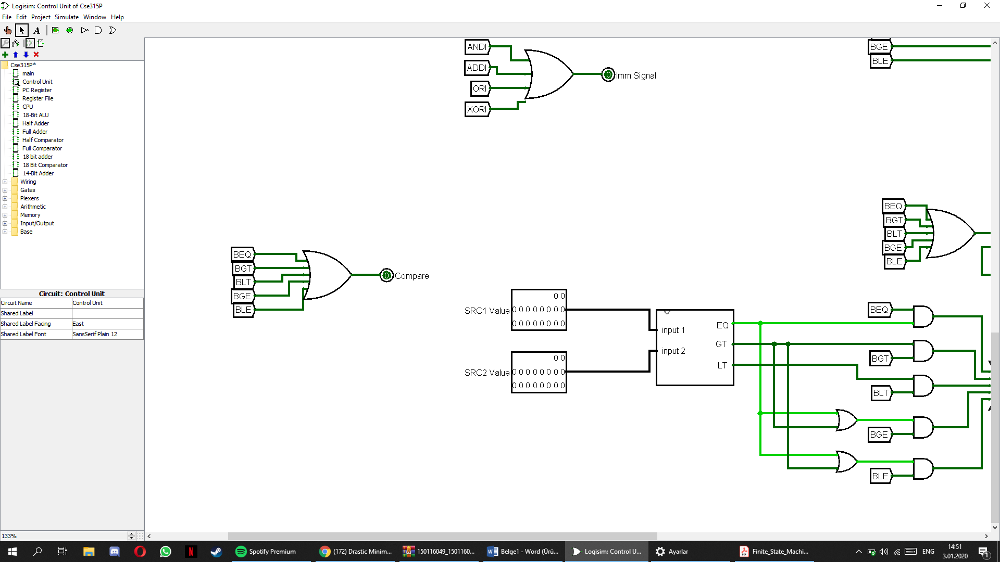 Logisim: Control Unit of Cse315P
File Edit Project Simulate Window Help
A
Cse315P*
main
Control Unit
PC Register
Register File
CPU
18-Bit ALU
Half Adder
Full Adder
Half Comparator
Full Comparator
18 bit adder
18 Bit Comparator
14-Bit Adder
Wiring
Gates
Plexers
Arithmetic
Memory
Input/Output
Base
Circuit: Control Unit
Circuit Name Control Unit
Shared Label
Shared Label Facing East
Shared Label Font SansSerif Plain 12
133%
ANDI
ADDI
ORI
XORI
0 Imm Signal
BGE
BLE
BEQ
BGT
BLT
BGE
BLE
0 Compare
BEQ
BGT
BLT
BGE
BLE
SRC1 Value
0 0
0 0 0 0 0 0 0 0
0 0 0 0 0 0 0 0
SRC2 Value
0 0
0 0 0 0 0 0 0 0
0 0 0 0 0 0 0 0
input 1
input 2
EQ
GT
LT
BEQ
BGT
BLT
BGE
BLE
Spotify Premium
(172) Drastic Minim...
150116049_1501160...
Belge1 - Word (Ürü...
Logisim: Control U...
Ayarlar
Finite_State_Machi...
ENG
14:51
3.01.2020
1